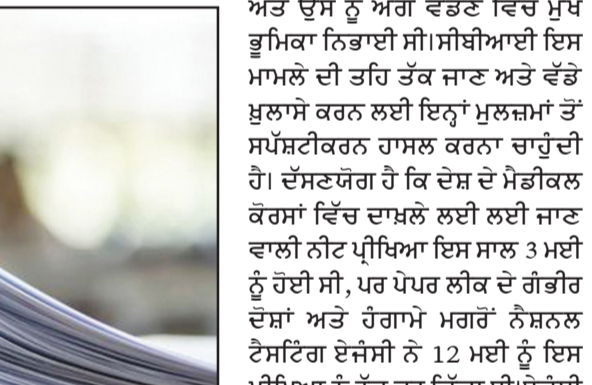 ਅਤੇ ਉਸ ਨੂੰ ਅੱਗੇ ਵੰਡਣ ਵਿੱਚ ਮੁੱਖ
ਭੂਮਿਕਾ ਨਿਭਾਈ ਸੀ।ਸੀਬੀਆਈ ਇਸ
ਮਾਮਲੇ ਦੀ ਤਹਿ ਤੱਕ ਜਾਣ ਅਤੇ ਵੱਡੇ
ਖ਼ੁਲਾਸੇ ਕਰਨ ਲਈ ਇਨ੍ਹਾਂ ਮੁਲਜ਼ਮਾਂ ਤੋਂ
ਸਪੱਸ਼ਟੀਕਰਨ ਹਾਸਲ ਕਰਨਾ ਚਾਹੁੰਦੀ
ਹੈ। ਦੱਸਣਯੋਗ ਹੈ ਕਿ ਦੇਸ਼ ਦੇ ਮੈਡੀਕਲ
ਕੋਰਸਾਂ ਵਿੱਚ ਦਾਖ਼ਲੇ ਲਈ ਲਈ ਜਾਣ
ਵਾਲੀ ਨੀਟ ਪ੍ਰੀਖਿਆ ਇਸ ਸਾਲ 3 ਮਈ
ਨੂੰ ਹੋਈ ਸੀ, ਪਰ ਪੇਪਰ ਲੀਕ ਦੇ ਗੰਭੀਰ
ਦੋਸ਼ਾਂ ਅਤੇ ਹੰਗਾਮੇ ਮਗਰੋਂ ਨੈਸ਼ਨਲ
ਟੈਸਟਿੰਗ ਏਜੰਸੀ ਨੇ 12 ਮਈ ਨੂੰ ਇਸ